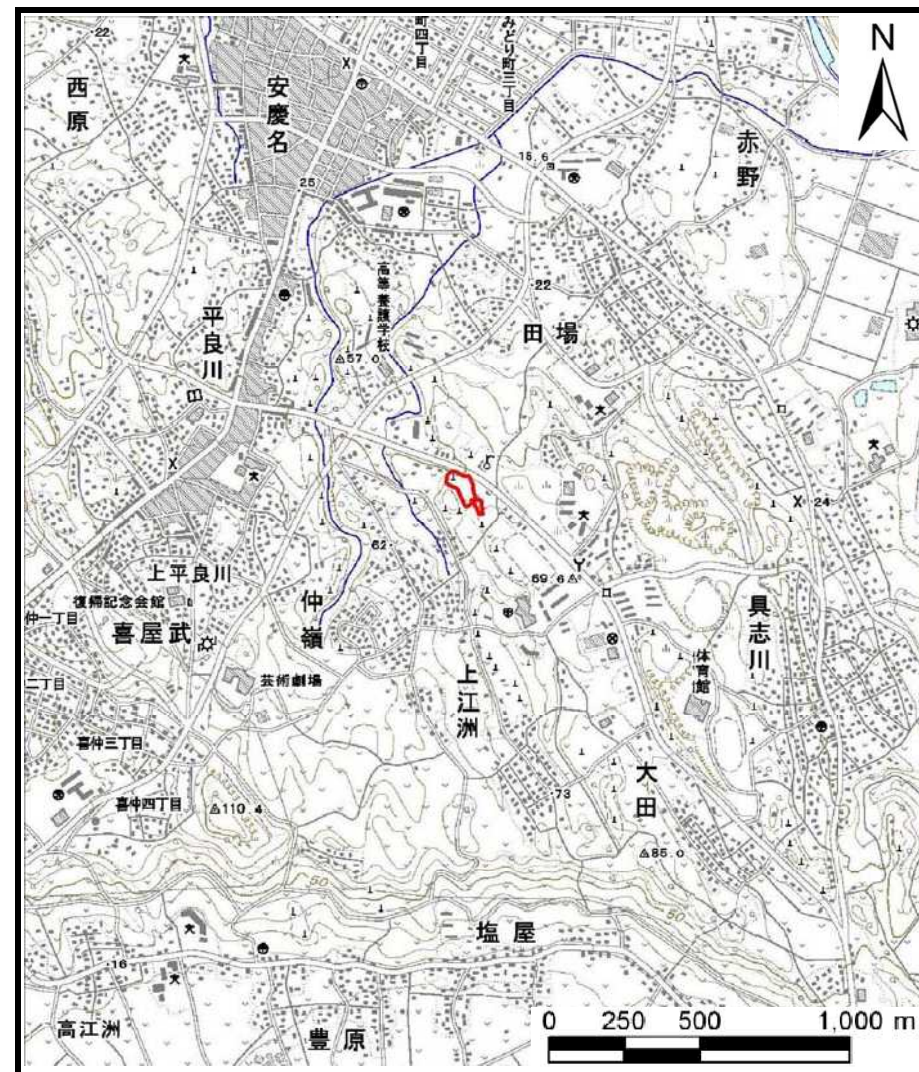 N
22
西原
安慶名
町四丁目
みどり町三丁目
赤野
15.6
25
高等養護学校
22
平良川
田場
57.0
50
24
62
上平良川
復帰記念会館
仲嶺
69.6
具志川
仲一丁目
喜屋武
芸術劇場
上江洲
体育館
二丁目
喜仲三丁目
大田
73
喜仲四丁目
110.4
85.0
50
50
塩屋
16
高江洲
豊原
0 250 500 1,000 m